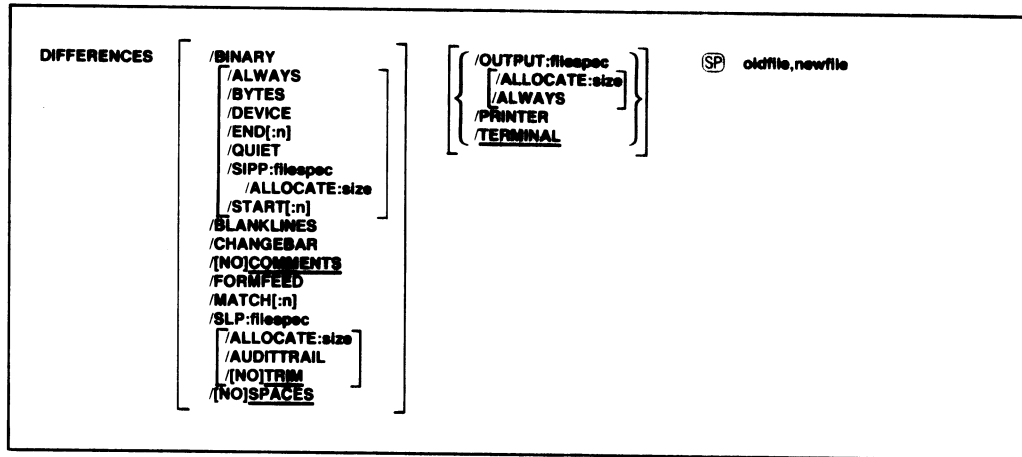 DIFFERENCES
/BINARY
/ALWAYS
/BYTES
/DEVICE
/END[:n]
/QUIET
/SIPP:filespec
/ALLOCATE:size
/START[:n]
/BLANKLINES
/CHANGEBAR
/[NO]COMMENTS
/FORMFEED
/MATCH[:n]
/SLP:filespec
/ALLOCATE:size
/AUDITTRAIL
/[NO]TRIM
/[NO]SPACES
/OUTPUT:filespec
/ALLOCATE:size
/ALWAYS
/PRINTER
/TERMINAL
SP oldfile,newfile